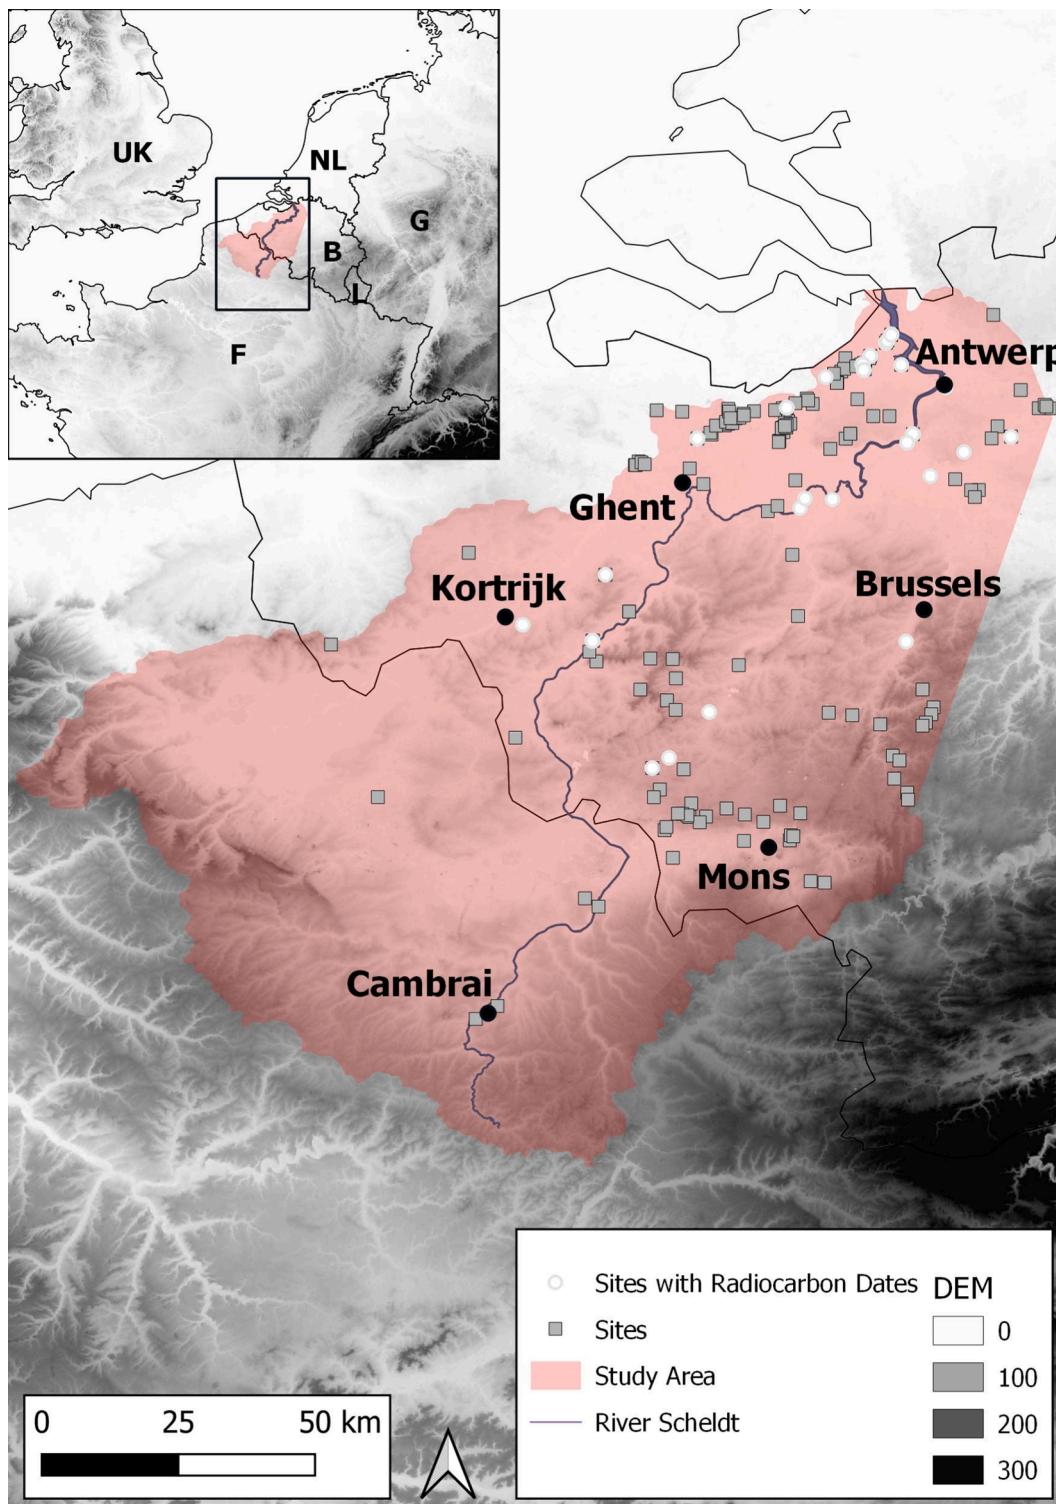 UK
NL
G
B
L
F
Antwerp
Ghent
Kortrijk
Brussels
Mons
Cambrai
Sites with Radiocarbon Dates
Sites
Study Area
River Scheldt
DEM
0
100
200
300
0 25 50 km